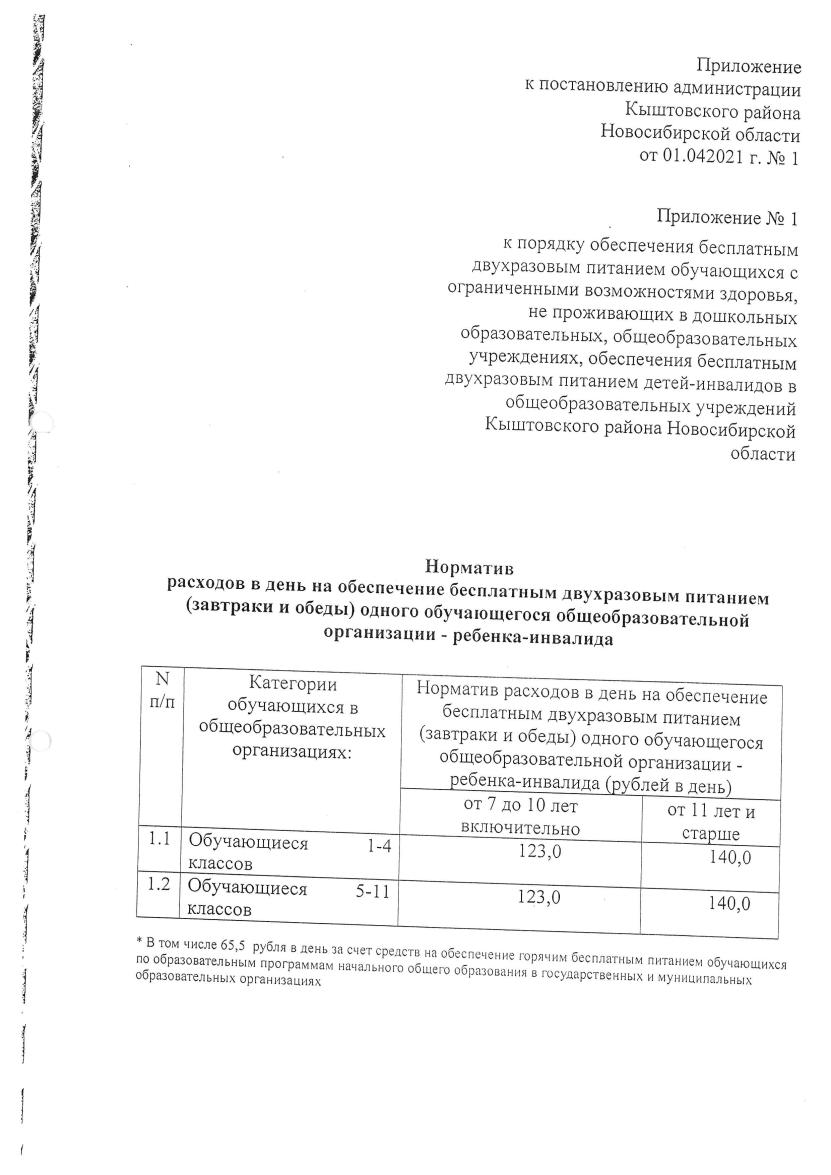 Приложение
к постановлению администрации
Кыштовского района
Новосибирской области
от 01.042021 г. № 1
Приложение № 1
к порядку обеспечения бесплатным
двухразовым питанием обучающихся с
ограниченными возможностями здоровья,
не проживающих в дошкольных
образовательных, общеобразовательных
учреждениях, обеспечения бесплатным
двухразовым питанием детей-инвалидов в
общеобразовательных учреждений
Кыштовского района Новосибирской
области
Норматив
расходов в день на обеспечение бесплатным двухразовым питанием
(завтраки и обеды) одного обучающегося общеобразовательной
организации - ребенка-инвалида
N
п/п
Категории
обучающихся в
общеобразовательных
организациях:
Норматив расходов в день на обеспечение
бесплатным двухразовым питанием
(завтраки и обеды) одного обучающегося
общеобразовательной организации -
ребенка-инвалида (рублей в день)
от 7 до 10 лет
включительно
от 11 лет и
старше
1.1 Обучающиеся 1-4
классов
123,0 140,0
1.2 Обучающиеся 5-11
классов
123,0 140,0
* В том числе 65,5 рубля в день за счет средств на обеспечение горячим бесплатным питанием обучающихся
по образовательным программам начального общего образования в государственных и муниципальных
образовательных организациях